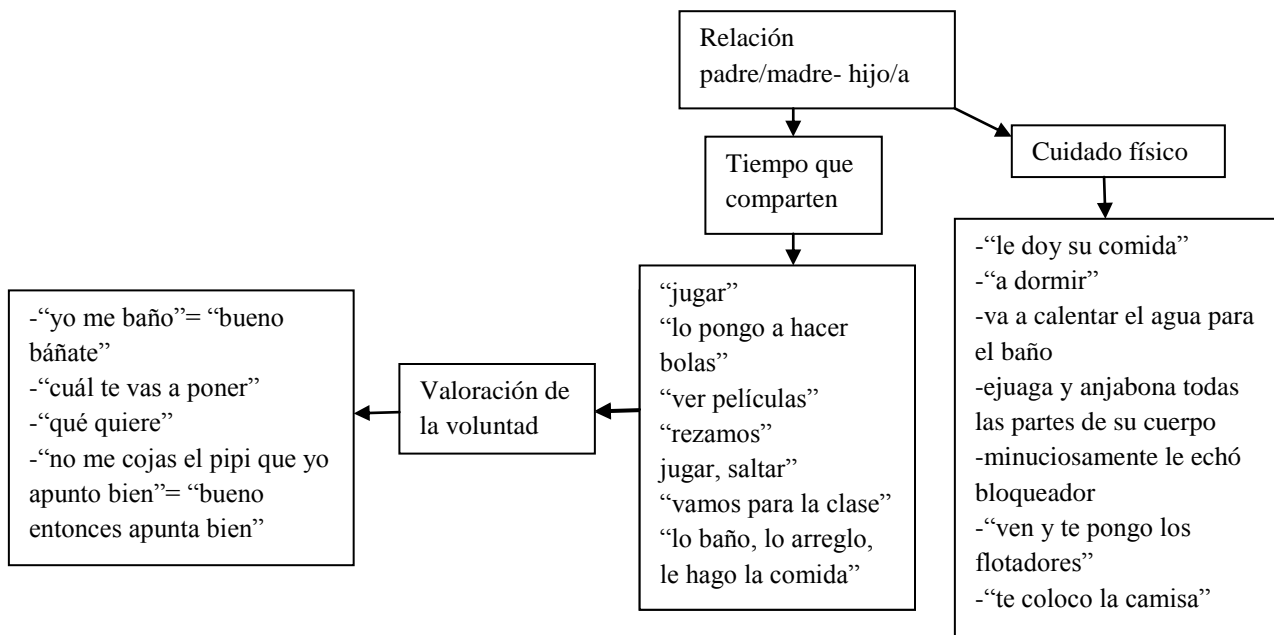 Relación
padre/madre- hijo/a
Tiempo que
comparten
Cuidado físico
“jugar”
“lo pongo a hacer
bolas”
“ver películas”
“rezamos”
jugar, saltar”
“vamos para la clase”
“lo baño, lo arreglo,
le hago la comida”
Valoración de
la voluntad
-“yo me baño”= “bueno
báñate”
-“cuál te vas a poner”
-“qué quiere”
-“no me cojas el pipi que yo
apunto bien”= “bueno
entonces apunta bien”
-“le doy su comida”
-“a dormir”
-va a calentar el agua para
el baño
-ejuaga y anjabona todas
las partes de su cuerpo
-minuciosamente le echó
bloqueador
-“ven y te pongo los
flotadores”
-“te coloco la camisa”